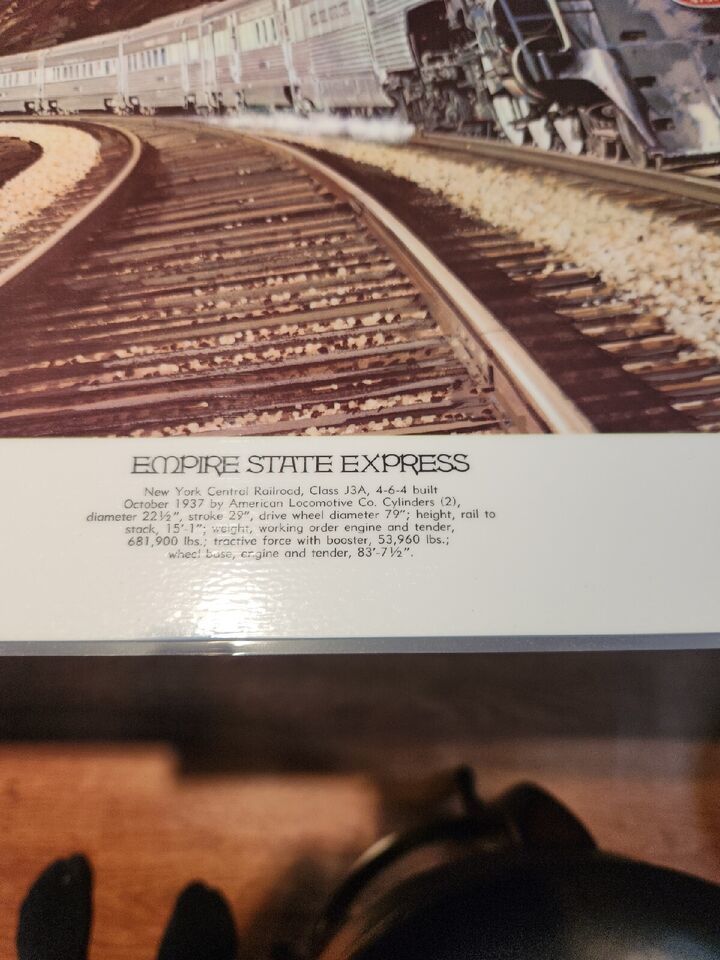 EMPIRE STATE EXPRESS
New York Central Railroad, Class J3A, 4-6-4 built
October 1937 by American Locomotive Co. Cylinders (2),
diameter 22½", stroke 29", drive wheel diameter 79"; height, rail to
stack, 15'-1"; weight, working order engine and tender,
681,900 lbs.; tractive force with booster, 53,960 lbs.;
wheel base, engine and tender, 83'-7½".